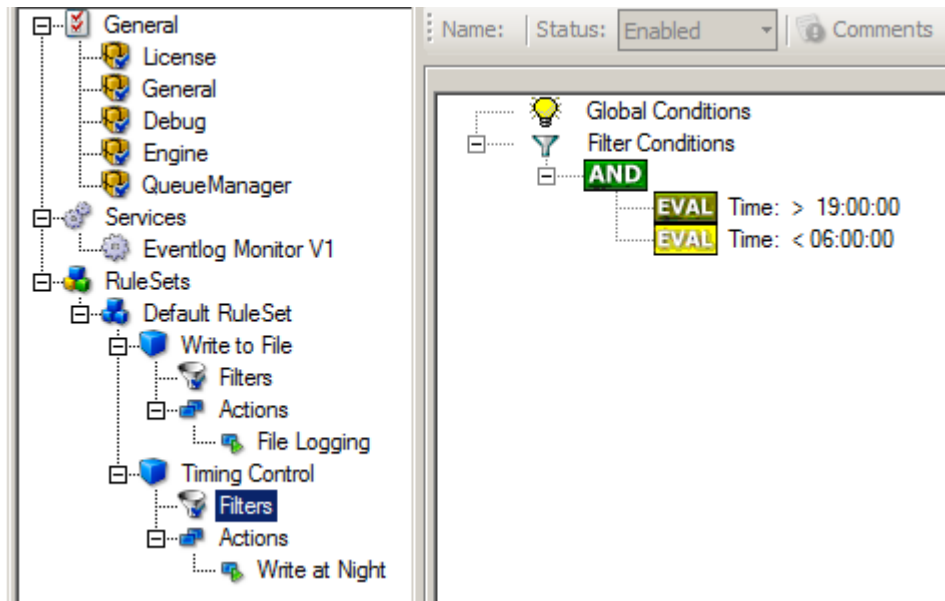 General
License
General
Debug
Engine
QueueManager
Services
Eventlog Monitor V1
RuleSets
Default RuleSet
Write to File
Filters
Actions
File Logging
Timing Control
Filters
Actions
Write at Night
Name: Status: Enabled Comments
Global Conditions
Filter Conditions
AND
EVAL Time: > 19:00:00
EVAL Time: < 06:00:00